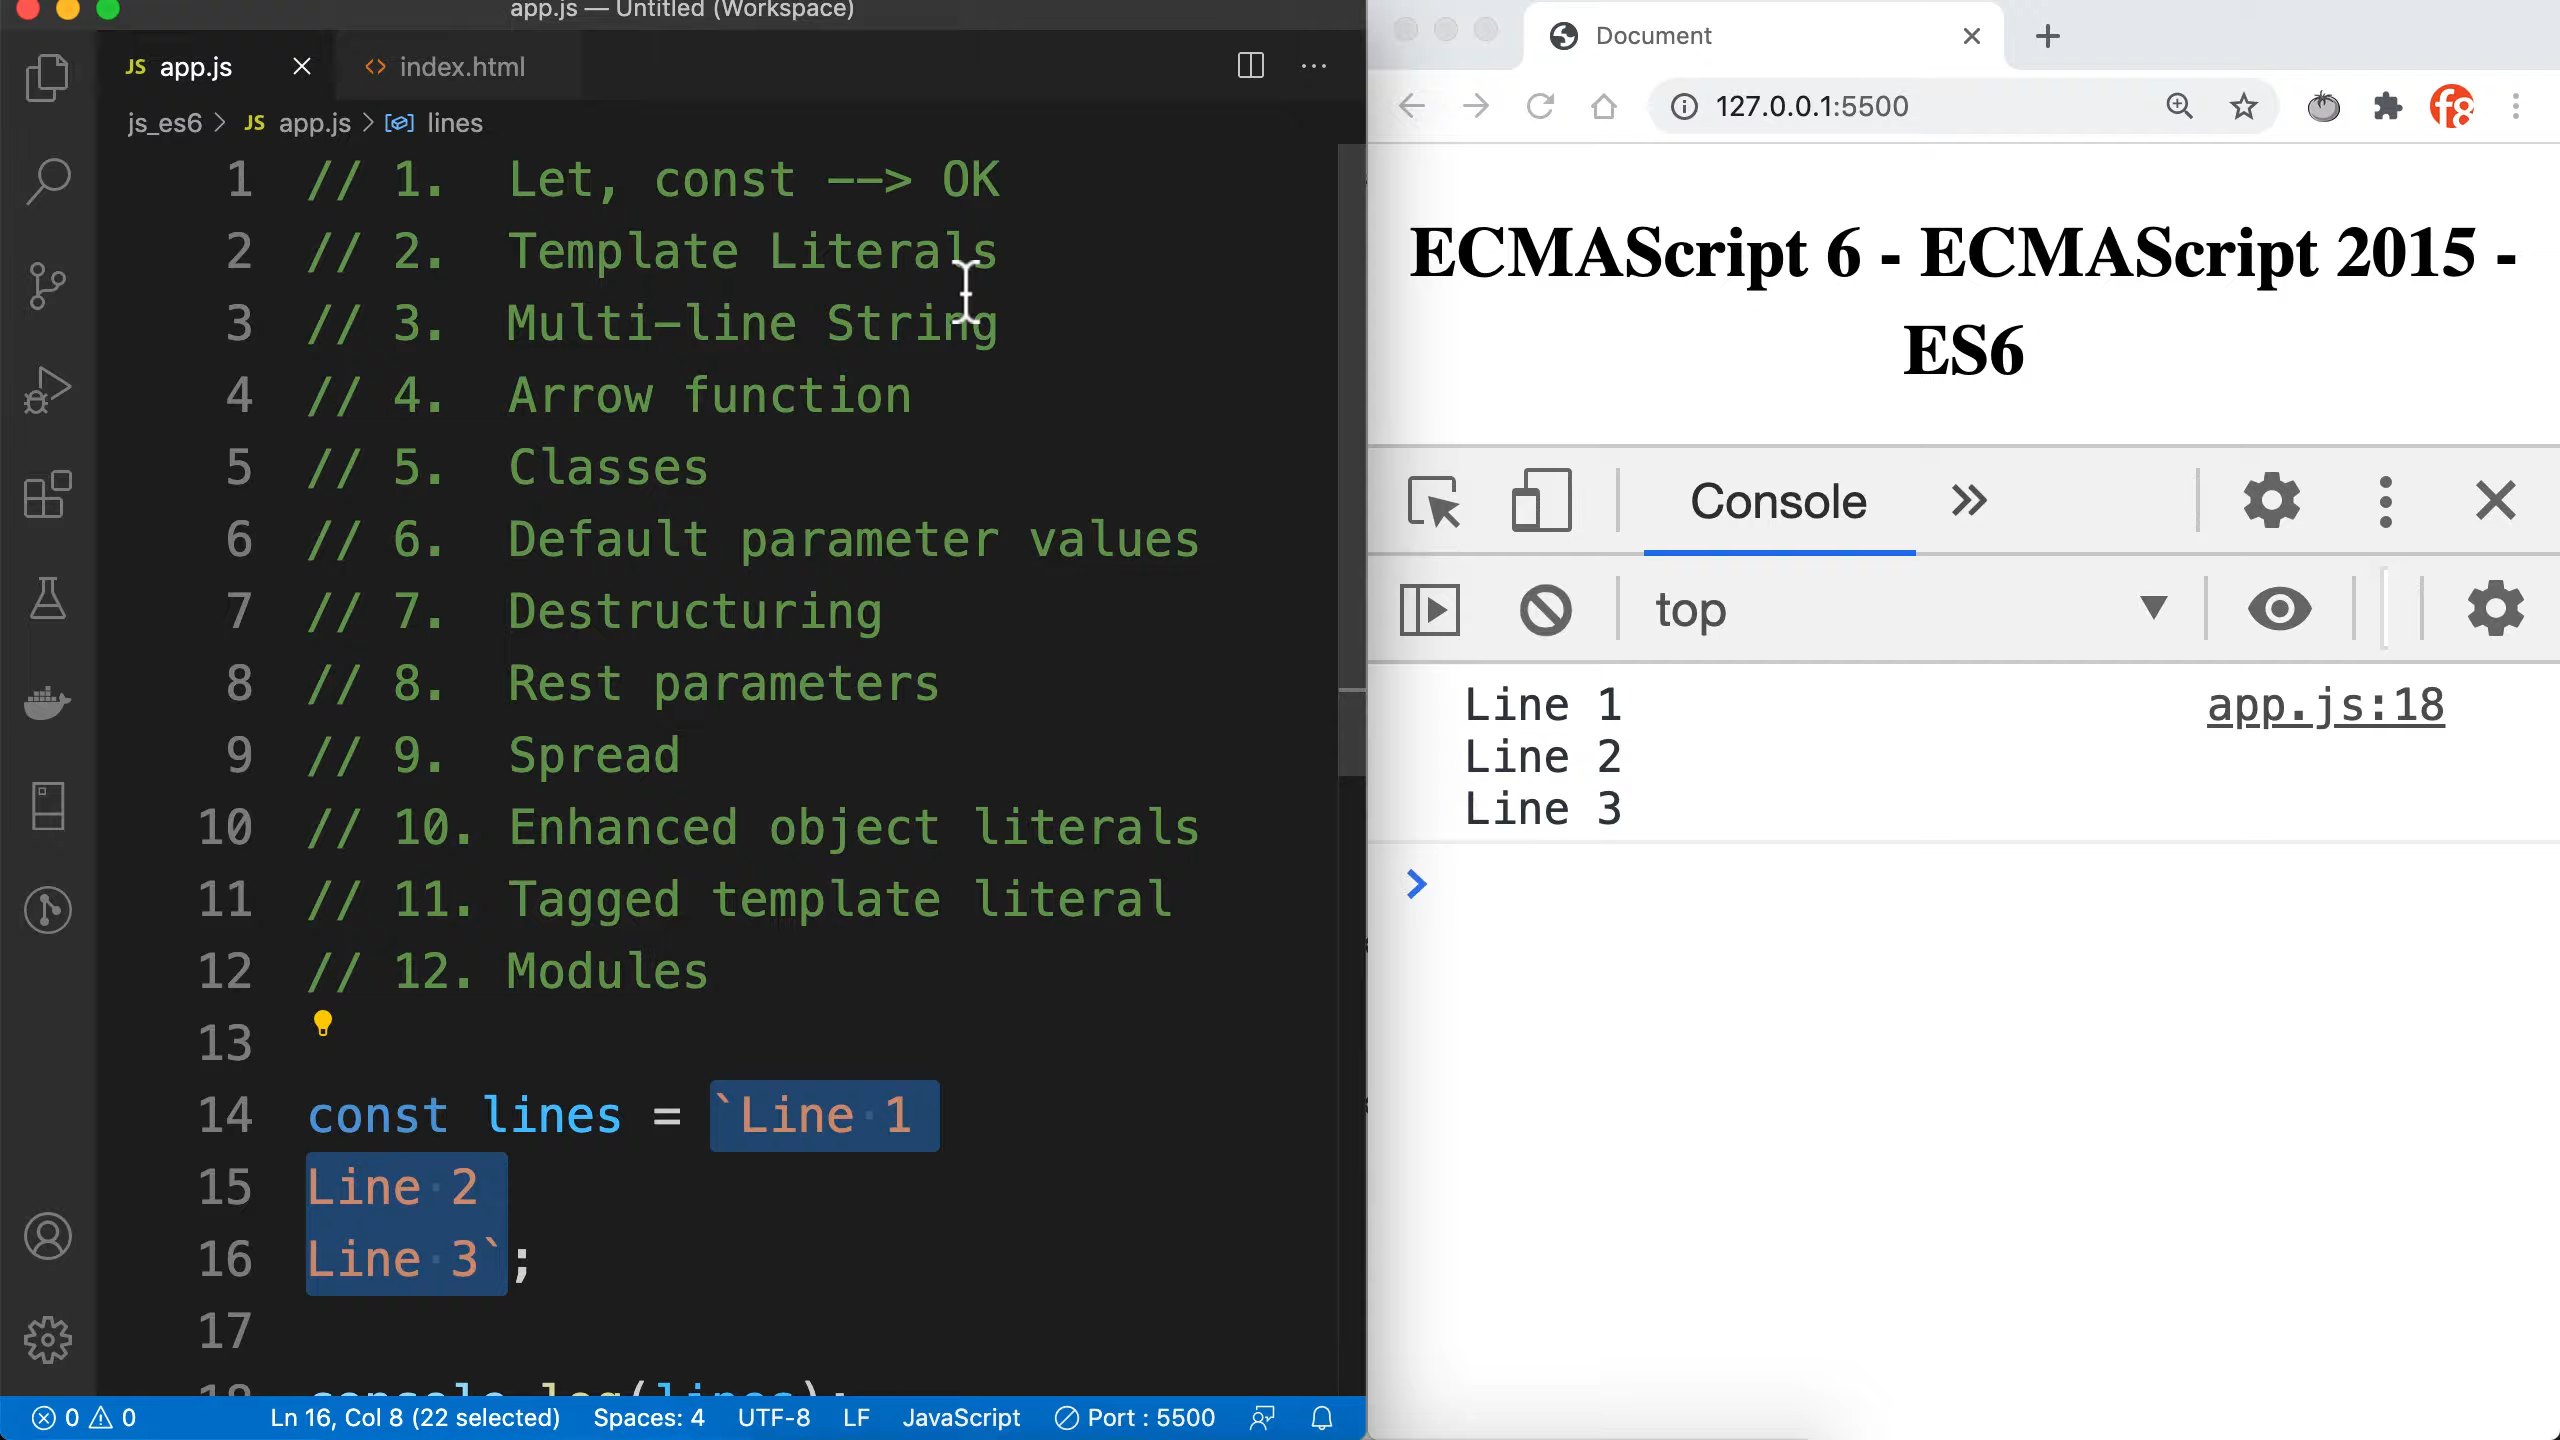 app.js — Untitled (Workspace)
JS app.js
<> index.html
js_es6 > JS app.js > lines
1 // 1. Let, const --> OK
2 // 2. Template Literals
3 // 3. Multi-line String
4 // 4. Arrow function
5 // 5. Classes
6 // 6. Default parameter values
7 // 7. Destructuring
8 // 8. Rest parameters
9 // 9. Spread
10 // 10. Enhanced object literals
11 // 11. Tagged template literal
12 // 12. Modules
13
14 const lines = `Line 1
15 Line 2
16 Line 3`;
17
18 console.log(lines);
0 0
Ln 16, Col 8 (22 selected)
Spaces: 4
UTF-8
LF
JavaScript
Port : 5500
Document
127.0.0.1:5500
f8
ECMAScript 6 - ECMAScript 2015 -
ES6
Console
top
Line 1 app.js:18
Line 2
Line 3